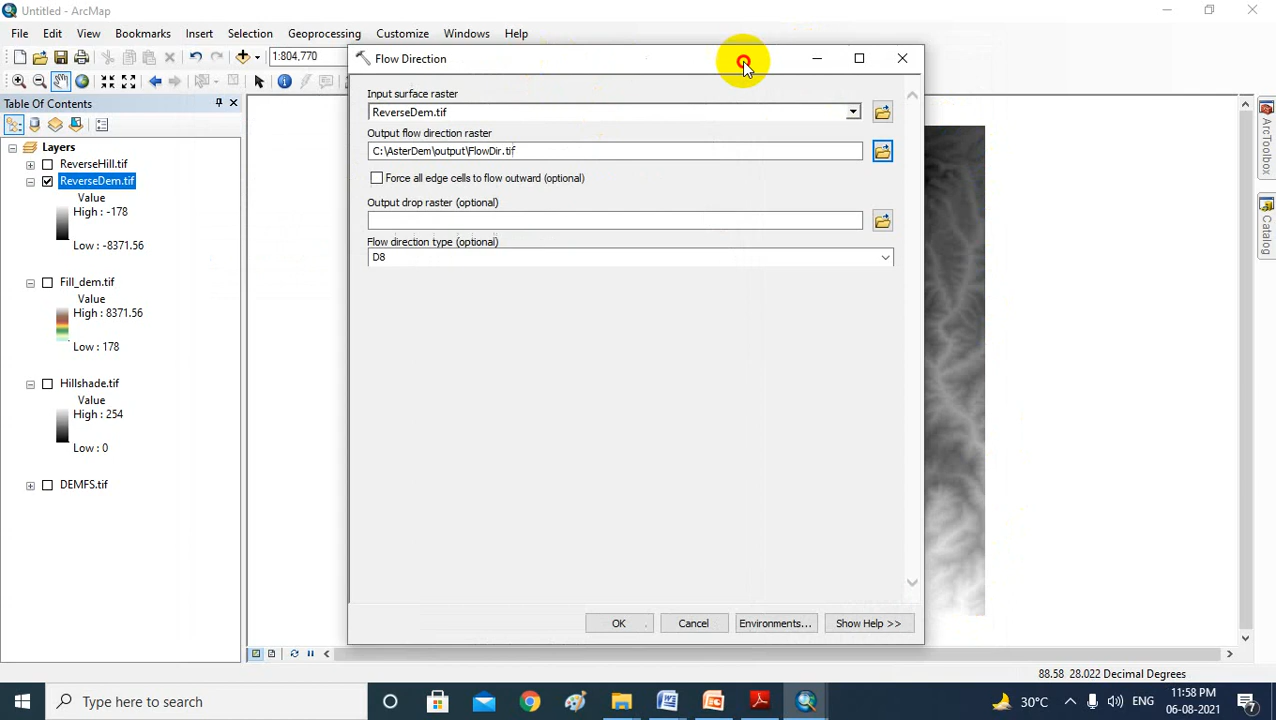 Untitled - ArcMap
File Edit View Bookmarks Insert Selection Geoprocessing Customize Windows Help
1:804,770
Table Of Contents
Layers
ReverseHill.tif
ReverseDem.tif
Value
High : -178
Low : -8371.56
Fill_dem.tif
Value
High : 8371.56
Low : 178
Hillshade.tif
Value
High : 254
Low : 0
DEMFS.tif
Flow Direction
Input surface raster
ReverseDem.tif
Output flow direction raster
C:\AsterDem\output\FlowDir.tif
Force all edge cells to flow outward (optional)
Output drop raster (optional)
Flow direction type (optional)
D8
OK Cancel Environments... Show Help >>
ArcToolbox
Catalog
88.58 28.022 Decimal Degrees
Type here to search
30°C
ENG
11:58 PM
06-08-2021
7